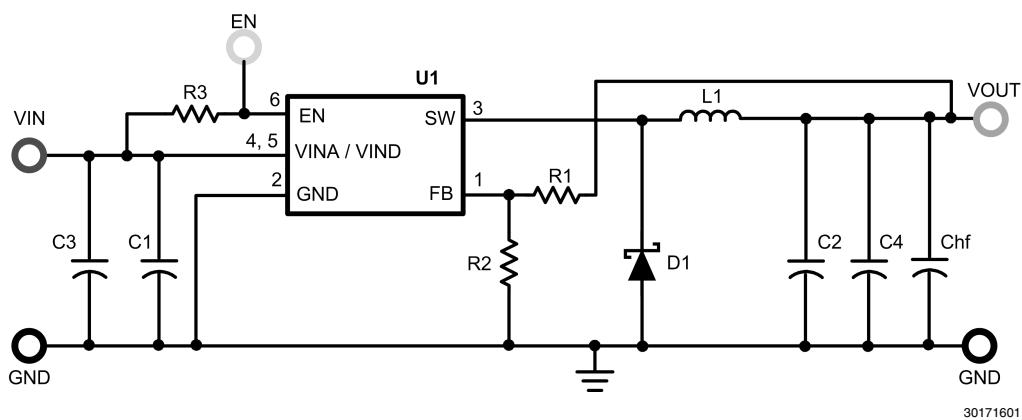 EN
U1
R3
6
VIN
EN
SW
3
L1
VOUT
4, 5
VINA / VIND
2
GND
FB
1
R1
C3
C1
R2
D1
C2
C4
Chf
GND
GND
30171601